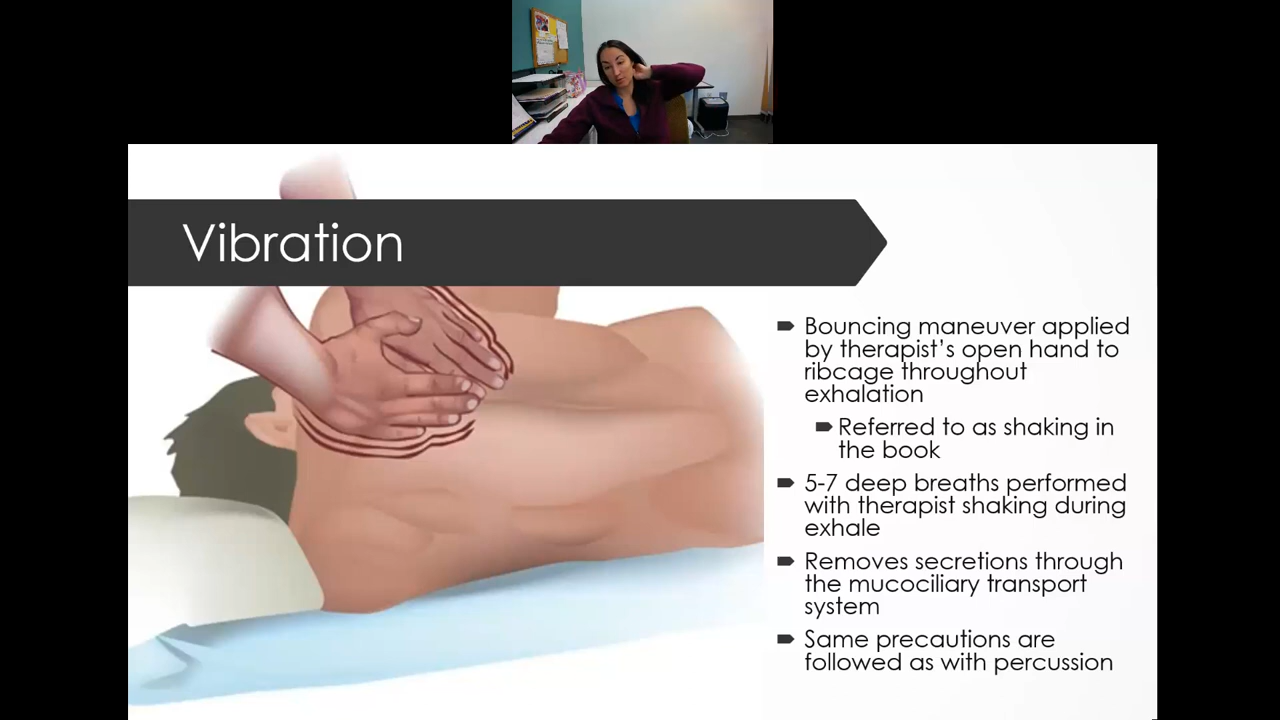 Vibration
Bouncing maneuver applied
by therapist's open hand to
ribcage throughout
exhalation
Referred to as shaking in
the book
5-7 deep breaths performed
with therapist shaking during
exhale
Removes secretions through
the mucociliary transport
system
Same precautions are
followed as with percussion